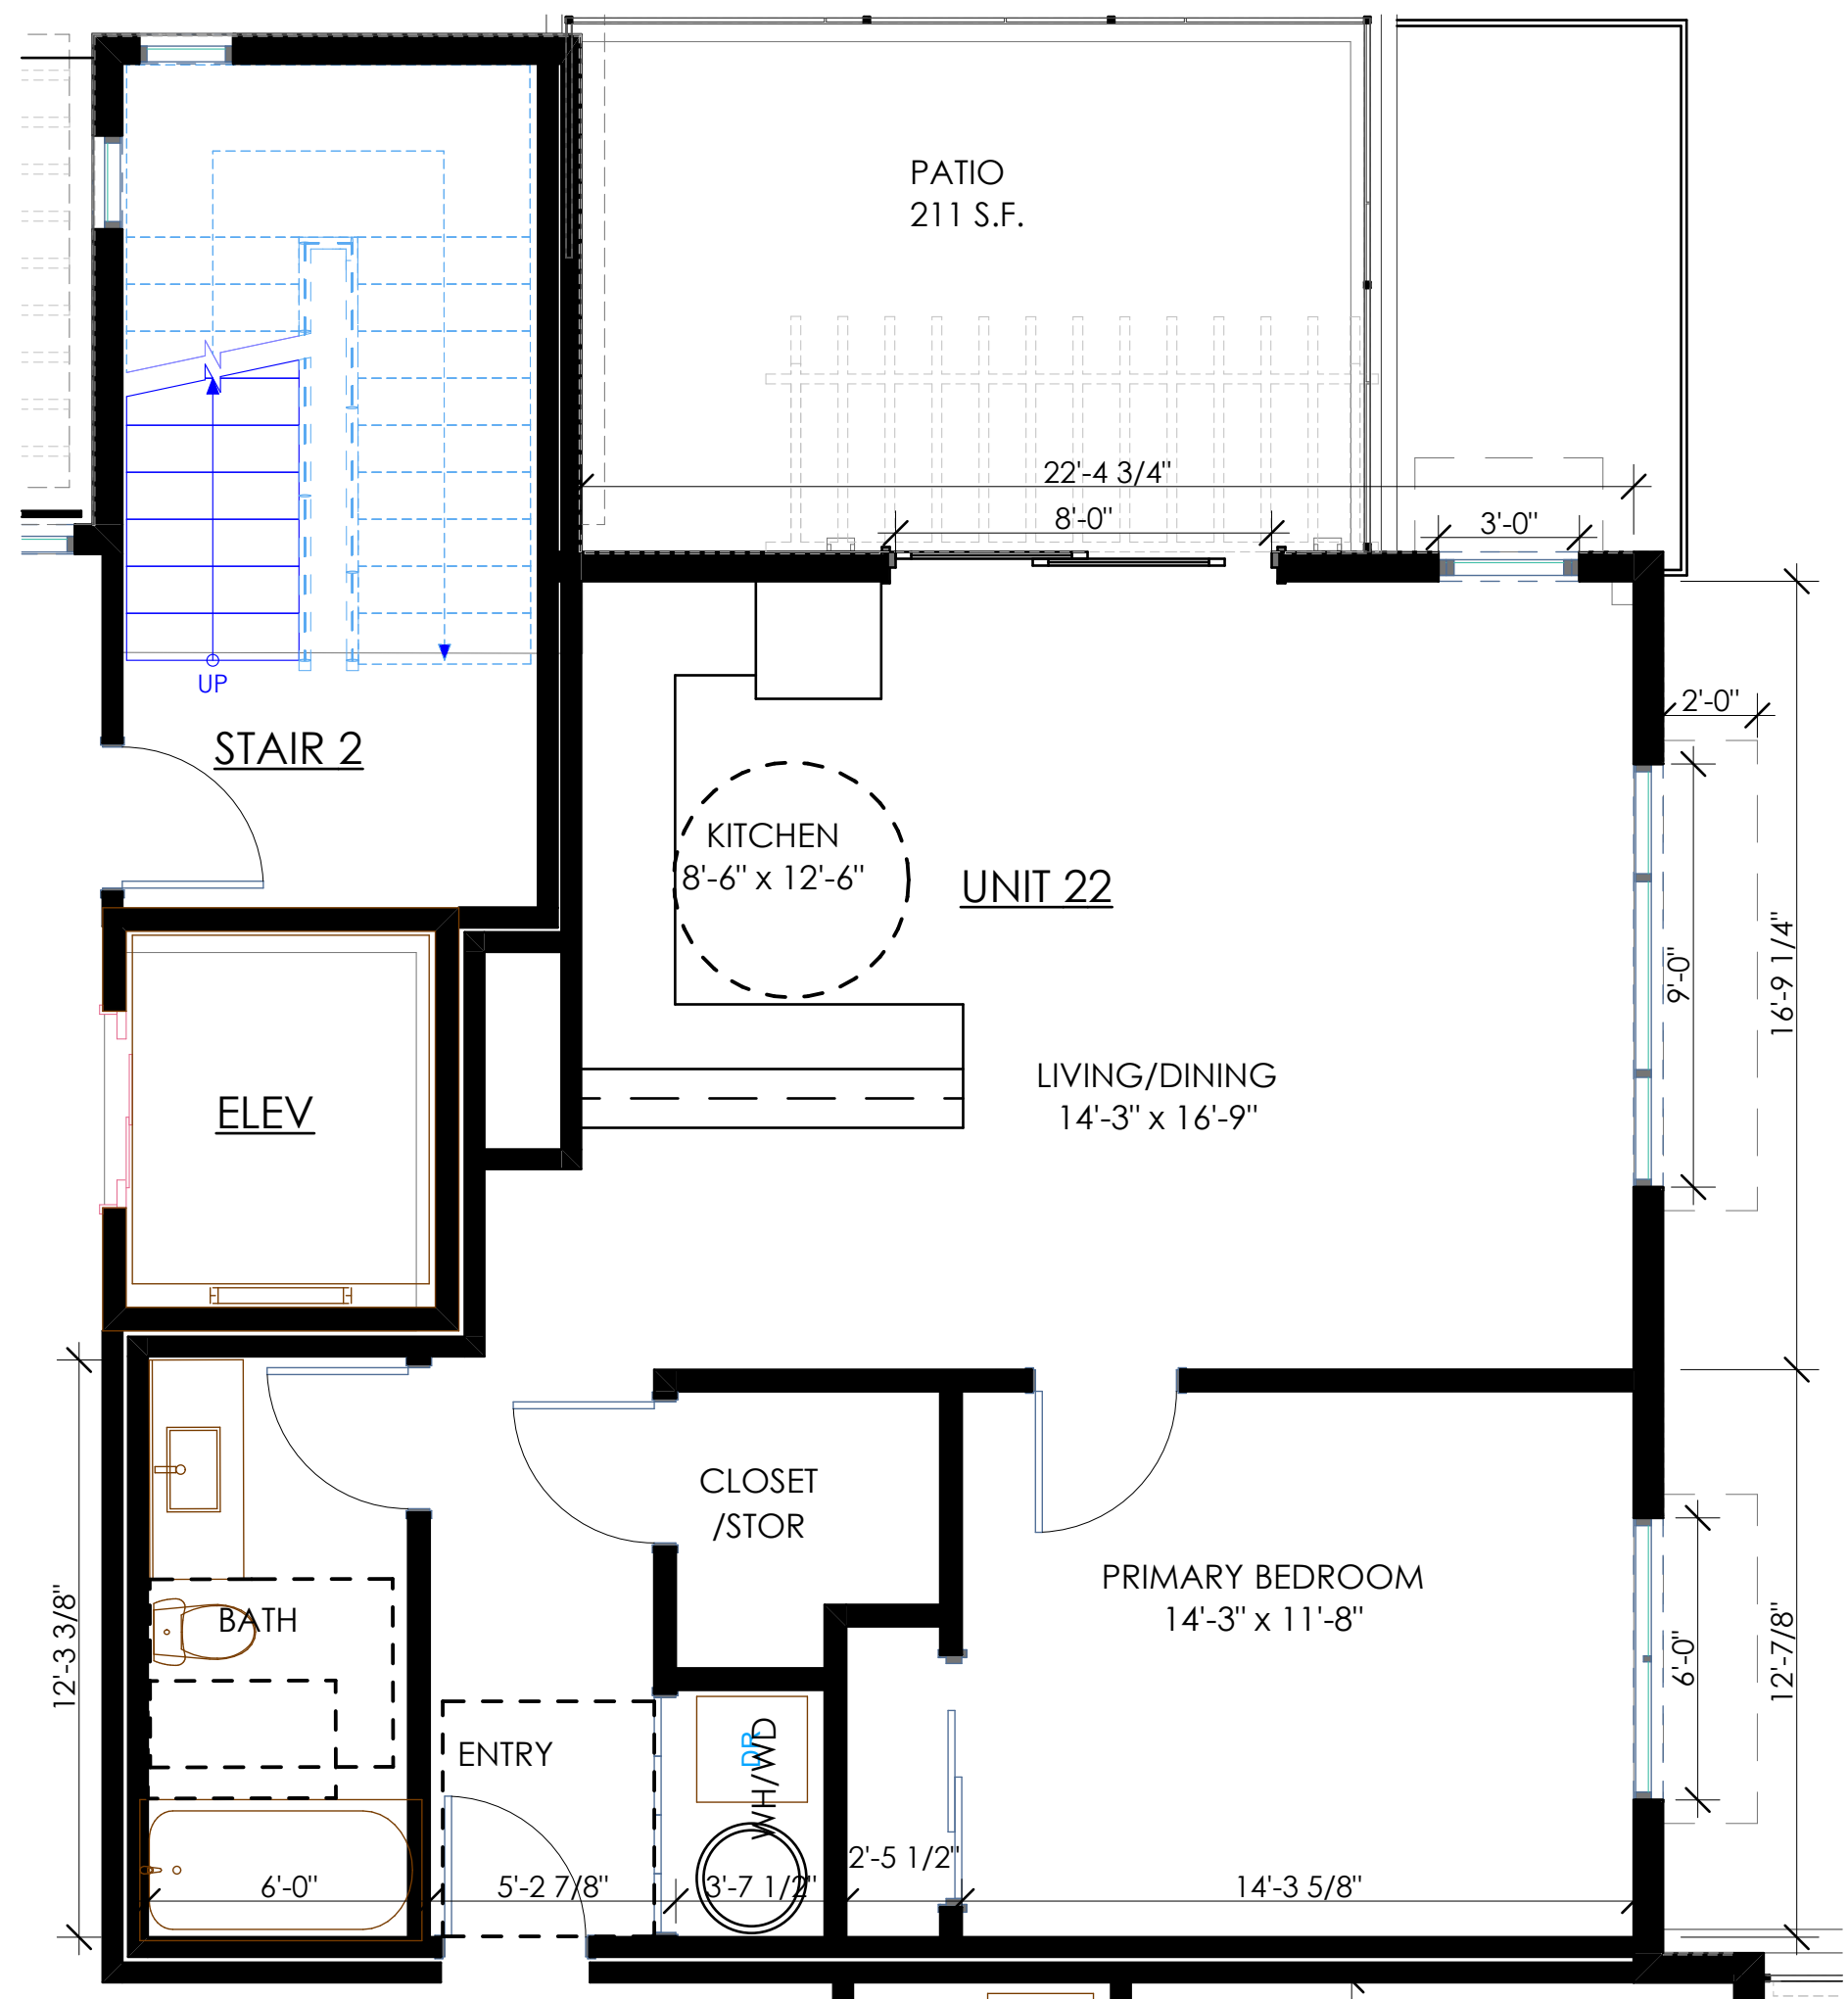 PATIO
211 S.F.
22'-4 3/4"
8'-0"
3'-0"
UP
2'-0"
STAIR 2
KITCHEN
8'-6" x 12'-6"
UNIT 22
9'-0"
16'-9 1/4"
LIVING/DINING
14'-3" x 16'-9"
ELEV
CLOSET
/STOR
PRIMARY BEDROOM
14'-3" x 11'-8"
BATH
12'-3 3/8"
6'-0"
12'-7/8"
ENTRY
DR
WH/WD
2'-5 1/2"
6'-0"
5'-2 7/8"
3'-7 1/2"
14'-3 5/8"